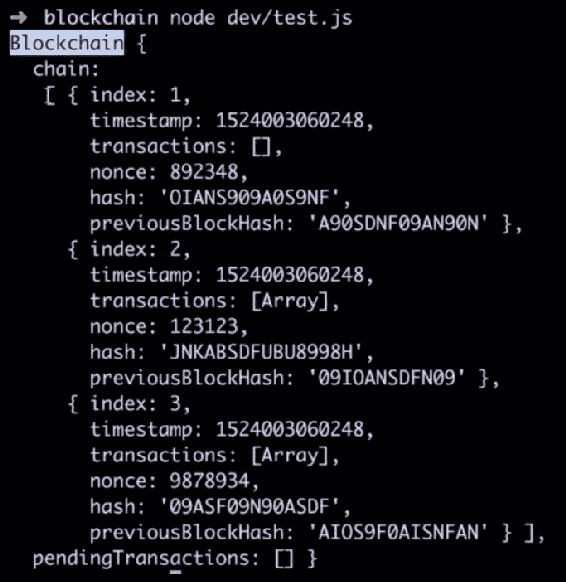 ➜ blockchain node dev/test.js
Blockchain {
  chain:
   [ { index: 1,
       timestamp: 1524003060248,
       transactions: [],
       nonce: 892348,
       hash: 'OIANS909A0S9NF',
       previousBlockHash: 'A90SDNF09AN90N' },
     { index: 2,
       timestamp: 1524003060248,
       transactions: [Array],
       nonce: 123123,
       hash: 'JNKABSDFUBU8998H',
       previousBlockHash: '09IOANSDFN09' },
     { index: 3,
       timestamp: 1524003060248,
       transactions: [Array],
       nonce: 9878934,
       hash: '09ASF09N90ASDF',
       previousBlockHash: 'AIOS9F0AISNFAN' } ],
  pendingTransactions: [] }